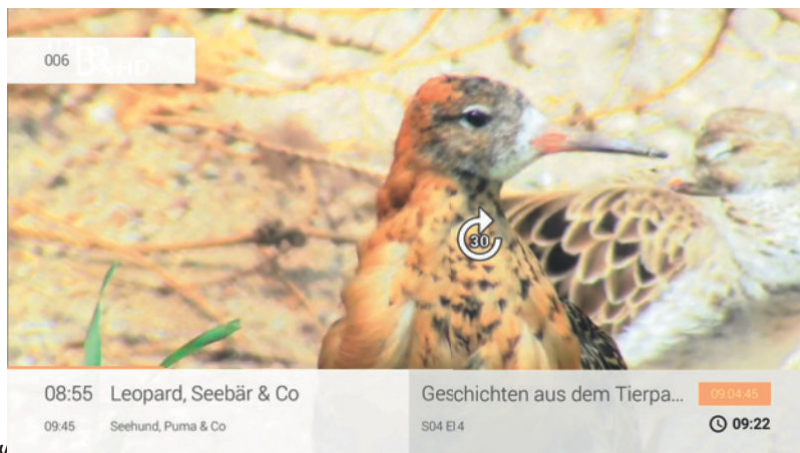 006 BR HD
30
08:55 Leopard, Seebär & Co Geschichten aus dem Tierpa... 09:04:45
09:45 Seehund, Puma & Co S04 E14 09:22